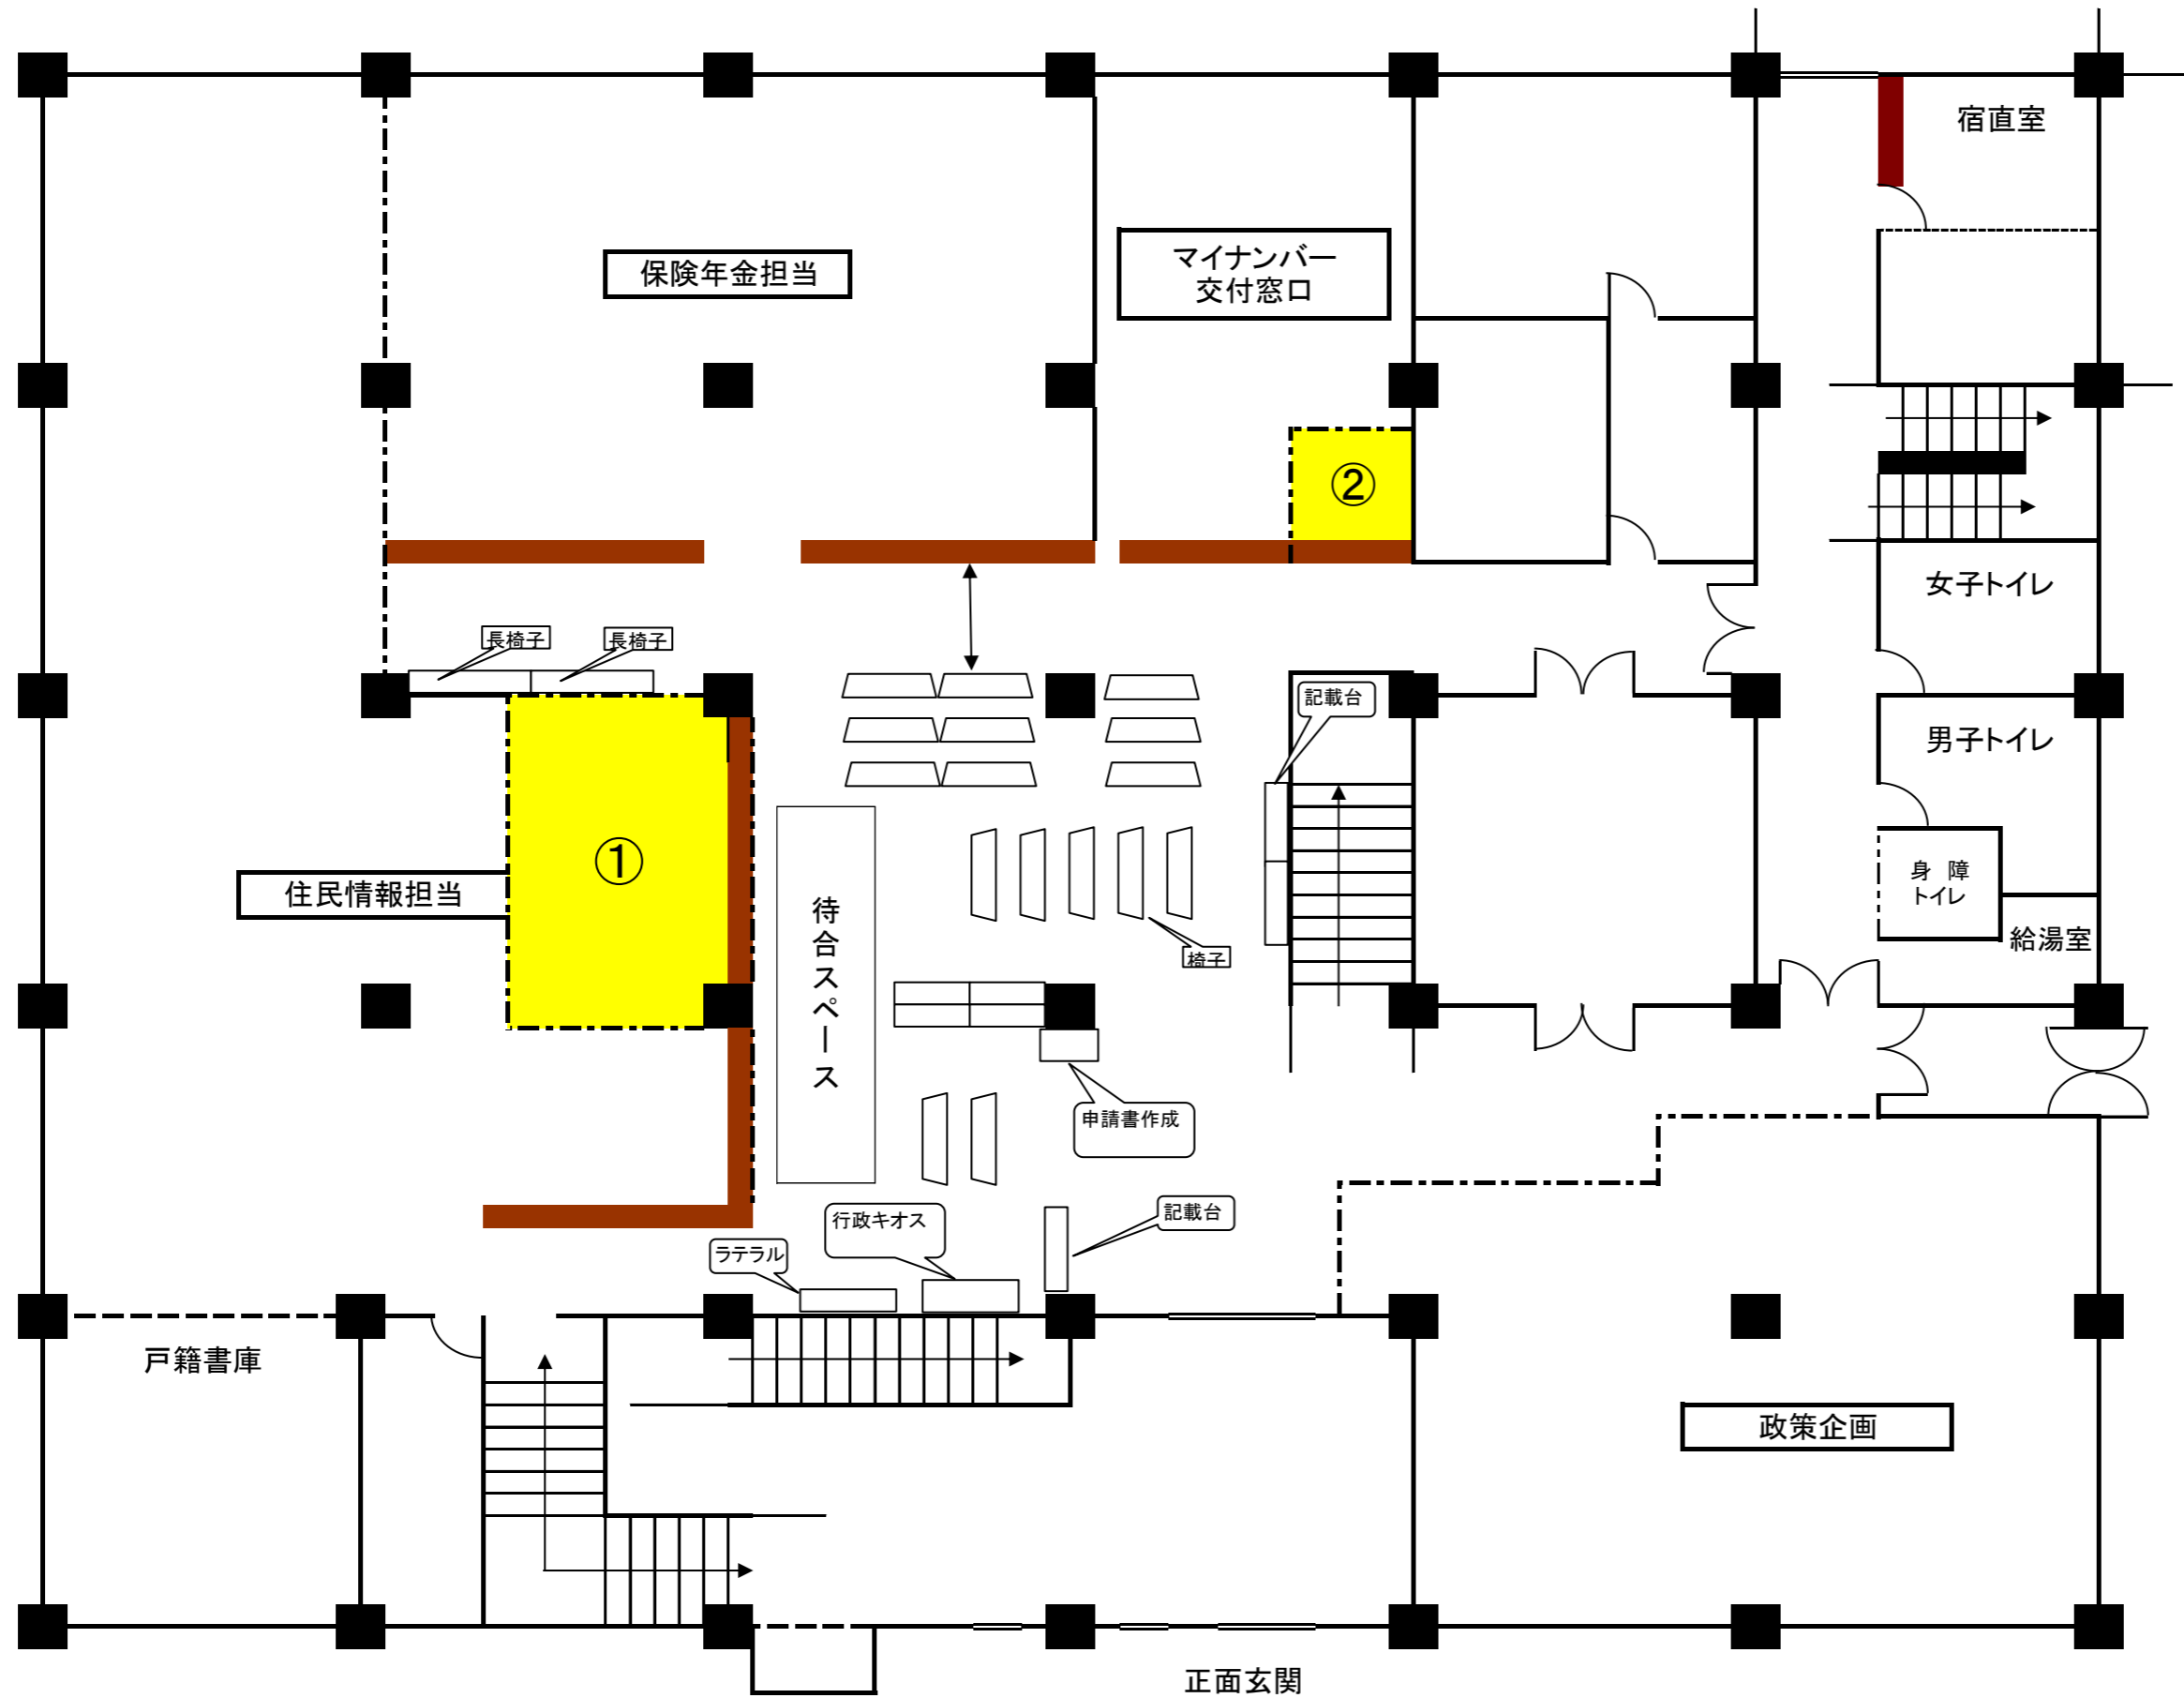 宿直室
保険年金担当
マイナンバー
交付窓口
②
女子トイレ
長椅子
長椅子
記載台
男子トイレ
①
住民情報担当
身　障
トイレ
待合スペース
給湯室
椅子
申請書作成
行政キオス
記載台
ラテラル
戸籍書庫
政策企画
正面玄関